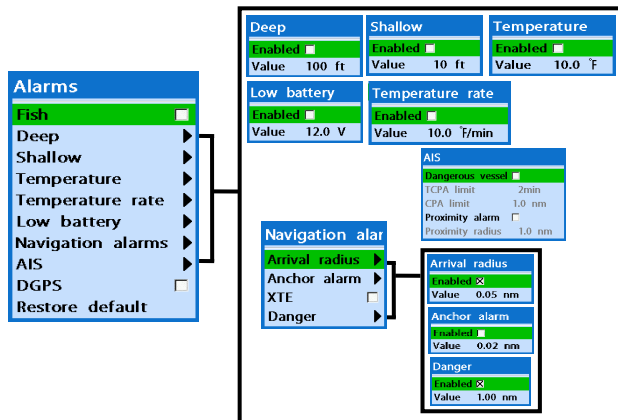 Alarms
Fish
Deep
Shallow
Temperature
Temperature rate
Low battery
Navigation alarms
AIS
DGPS
Restore default
Deep
Enabled
Value 100 ft
Shallow
Enabled
Value 10 ft
Temperature
Enabled
Value 10.0 °F
Low battery
Enabled
Value 12.0 V
Temperature rate
Enabled
Value 10.0 °F/min
AIS
Dangerous vessel
TCPA limit 2min
CPA limit 1.0 nm
Proximity alarm
Proximity radius 1.0 nm
Navigation alar
Arrival radius
Anchor alarm
XTE
Danger
Arrival radius
Enabled
Value 0.05 nm
Anchor alarm
Enabled
Value 0.02 nm
Danger
Enabled
Value 1.00 nm